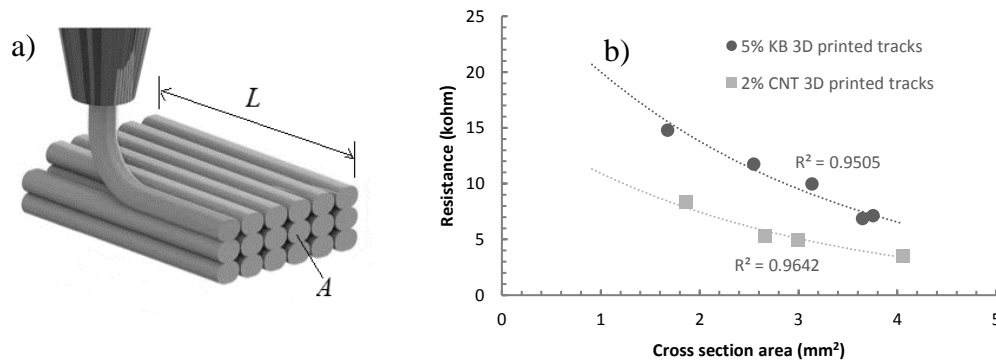 a)
L
A
b)
25
20
15
10
5
0
Resistance (kohm)
5% KB 3D printed tracks
2% CNT 3D printed tracks
R² = 0.9505
R² = 0.9642
0 1 2 3 4 5
Cross section area (mm²)